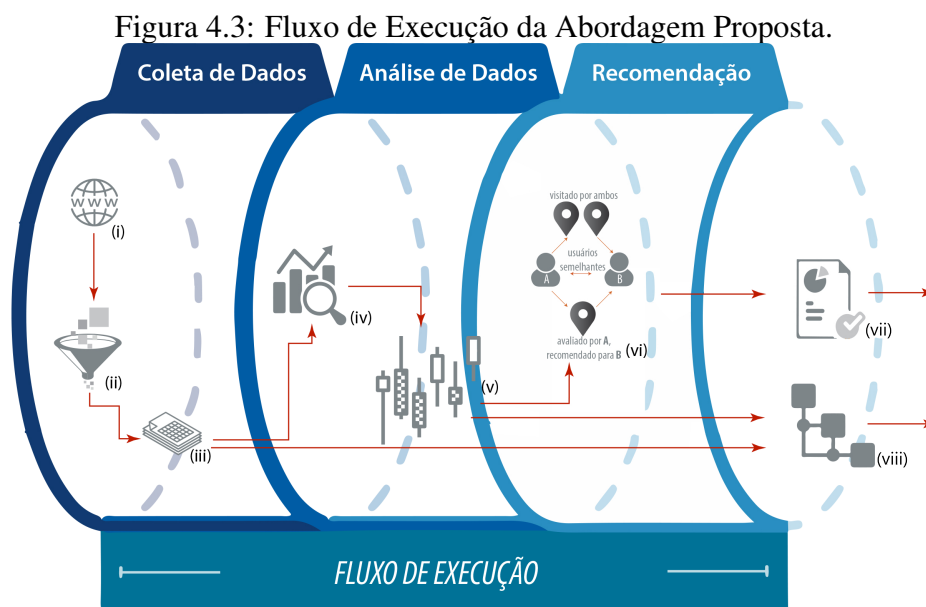 Figura 4.3: Fluxo de Execução da Abordagem Proposta.
Coleta de Dados
Análise de Dados
Recomendação
WWW
(i)
(ii)
(iii)
(iv)
(v)
visitado por ambos
usuários
semelhantes
A
B
avaliado por A,
recomendado para B
(vi)
(vii)
(viii)
FLUXO DE EXECUÇÃO